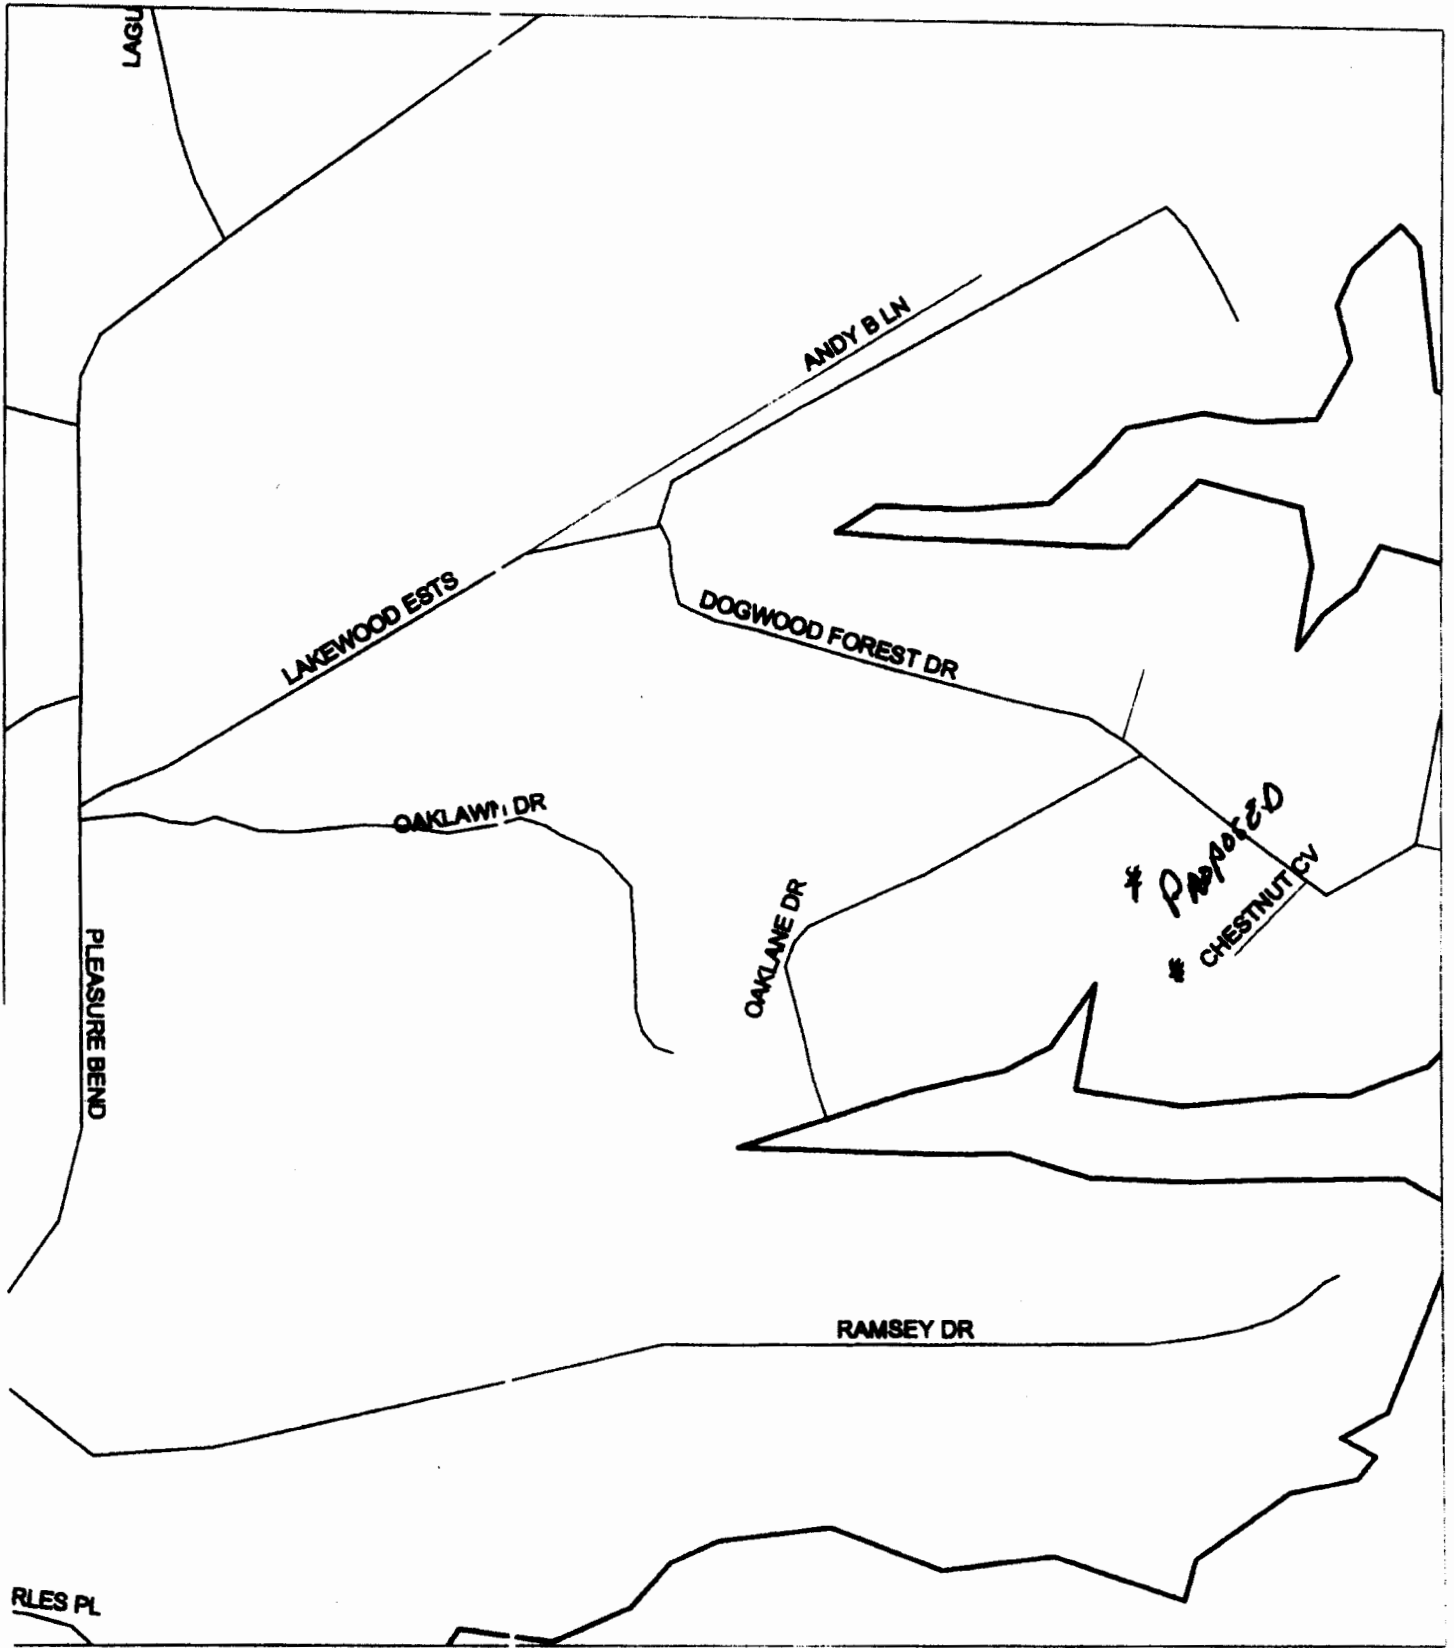 LAGU
ANDY B LN
LAKEWOOD ESTS
DOGWOOD FOREST DR
OAKLAWN DR
* PROPOSED
* CHESTNUT CV
OAKLANE DR
PLEASURE BEND
RAMSEY DR
RLES PL